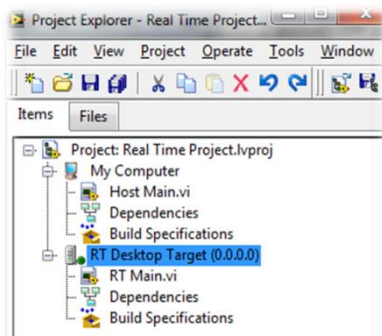 Project Explorer - Real Time Project...
File Edit View Project Operate Tools Window
Items Files
Project: Real Time Project.lvproj
My Computer
Host Main.vi
Dependencies
Build Specifications
RT Desktop Target (0.0.0.0)
RT Main.vi
Dependencies
Build Specifications